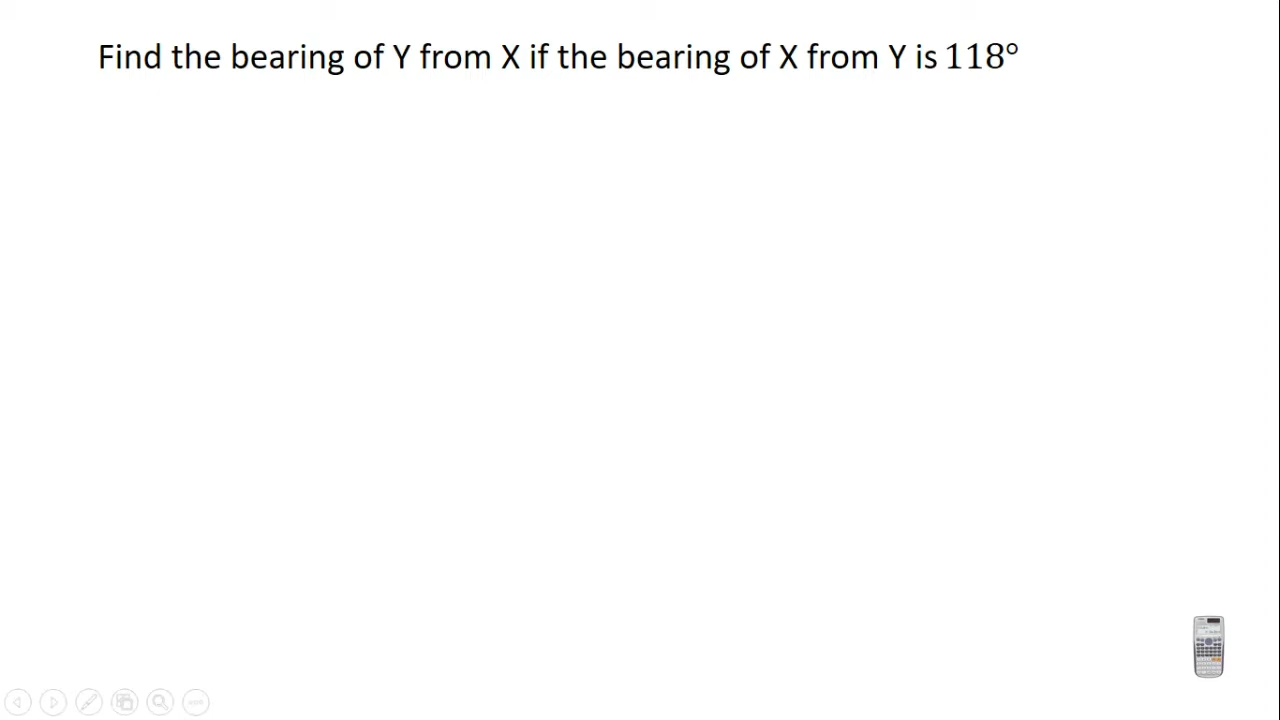 Find the bearing of Y from X if the bearing of X from Y is 118°